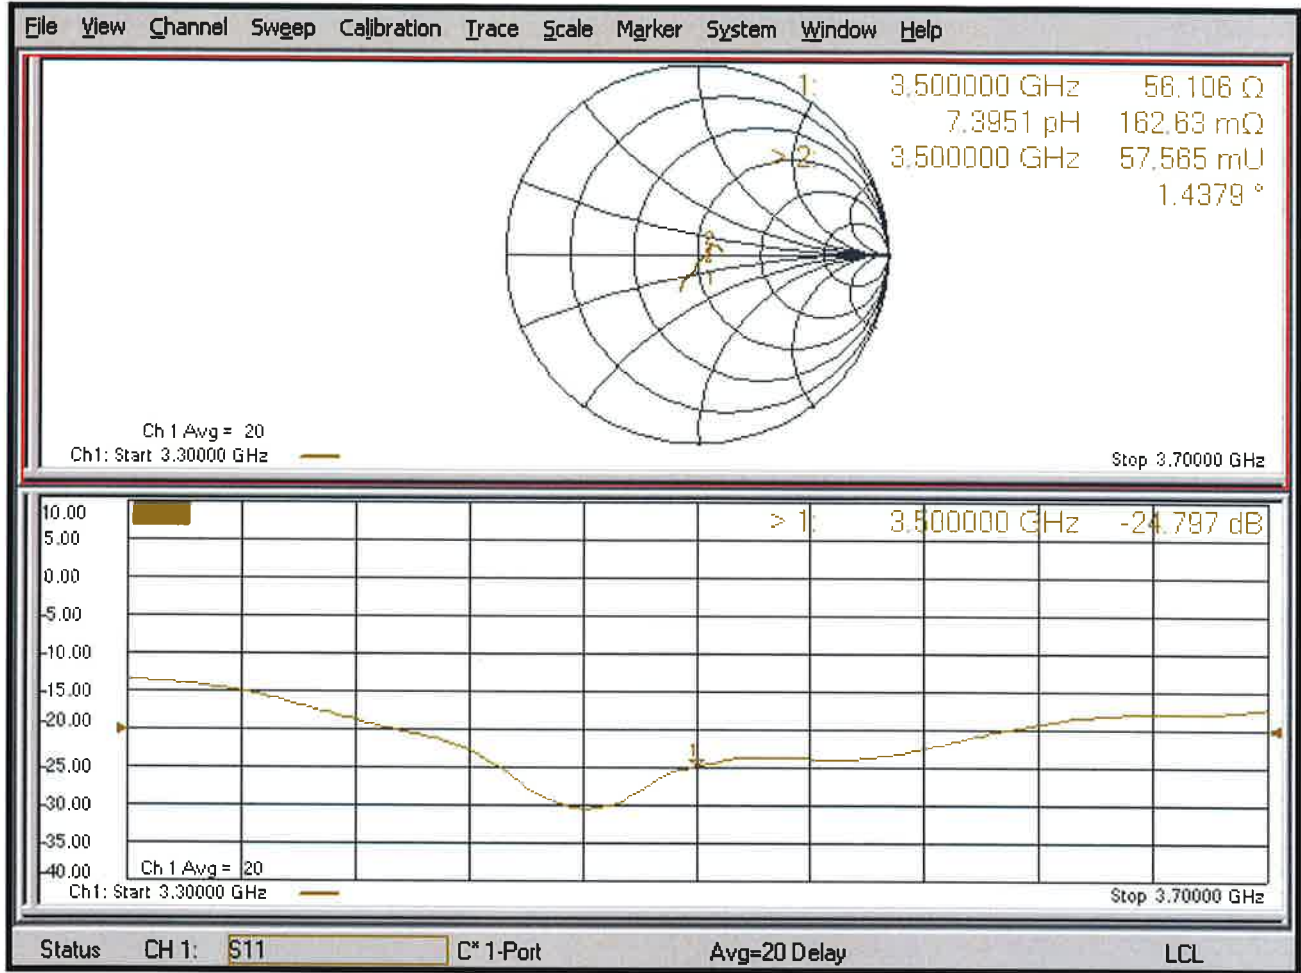 File View Channel Sweep Calibration Trace Scale Marker System Window Help
1: 3.500000 GHz 56.106 Ω
7.3951 pH 162.63 mΩ
> 2: 3.500000 GHz 57.565 mU
1.4379 °
Ch 1 Avg = 20
Ch1: Start 3.30000 GHz
Stop 3.70000 GHz
10.00
5.00
0.00
-5.00
-10.00
-15.00
-20.00
-25.00
-30.00
-35.00
-40.00
> 1: 3.500000 GHz -24.797 dB
1
Ch 1 Avg = 20
Ch1: Start 3.30000 GHz
Stop 3.70000 GHz
Status CH 1: S11 C* 1-Port Avg=20 Delay LCL